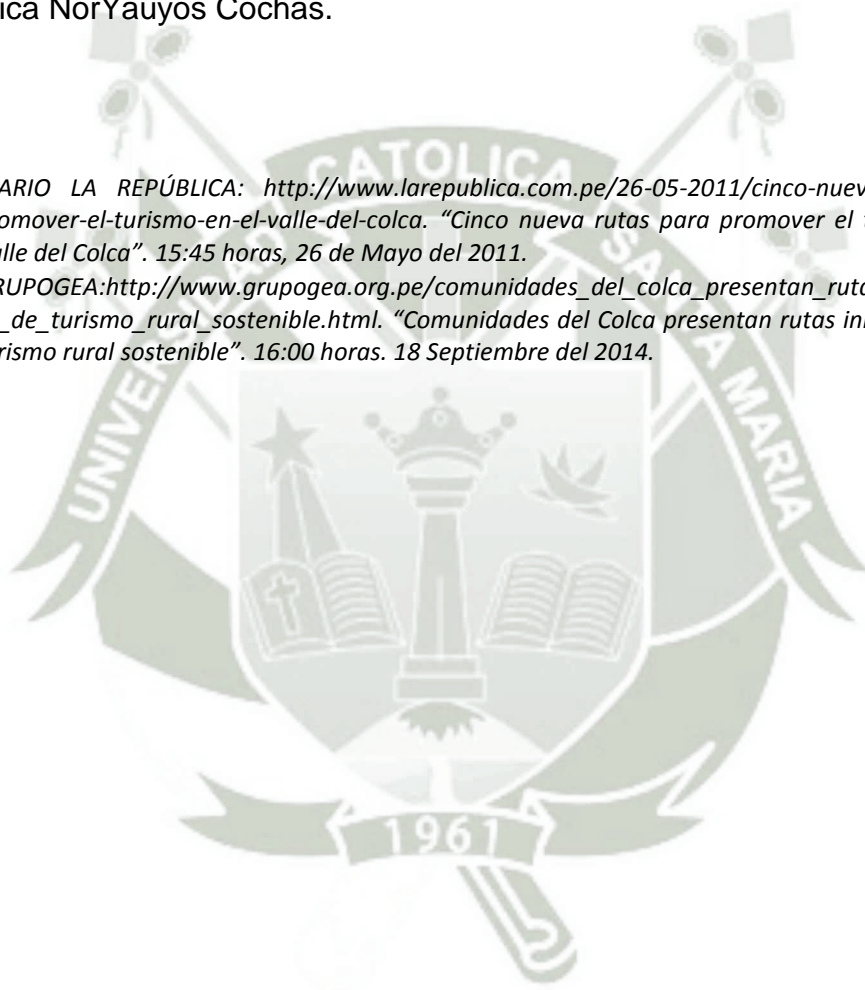 ica NorYauyos Cochas.
ARIO LA REPÚBLICA: http://www.larepublica.com.pe/26-05-2011/cinco-nuev
omover-el-turismo-en-el-valle-del-colca. “Cinco nueva rutas para promover el t
lle del Colca”. 15:45 horas, 26 de Mayo del 2011.
RUPOGEA:http://www.grupogea.org.pe/comunidades_del_colca_presentan_ruta
_de_turismo_rural_sostenible.html. “Comunidades del Colca presentan rutas in
rismo rural sostenible”. 16:00 horas. 18 Septiembre del 2014.
UNIVERSIDAD CATOLICA SANTA MARIA
1961